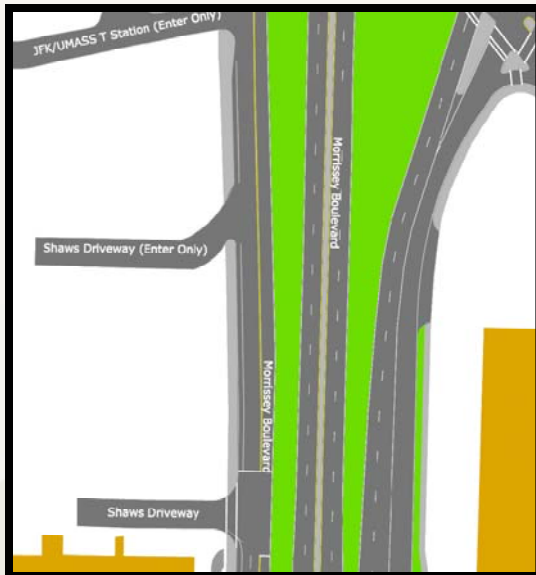 JFK/UMASS T Station (Enter Only)
Morrissey Boulevard
Shaws Driveway (Enter Only)
Morrissey Boulevard
Shaws Driveway